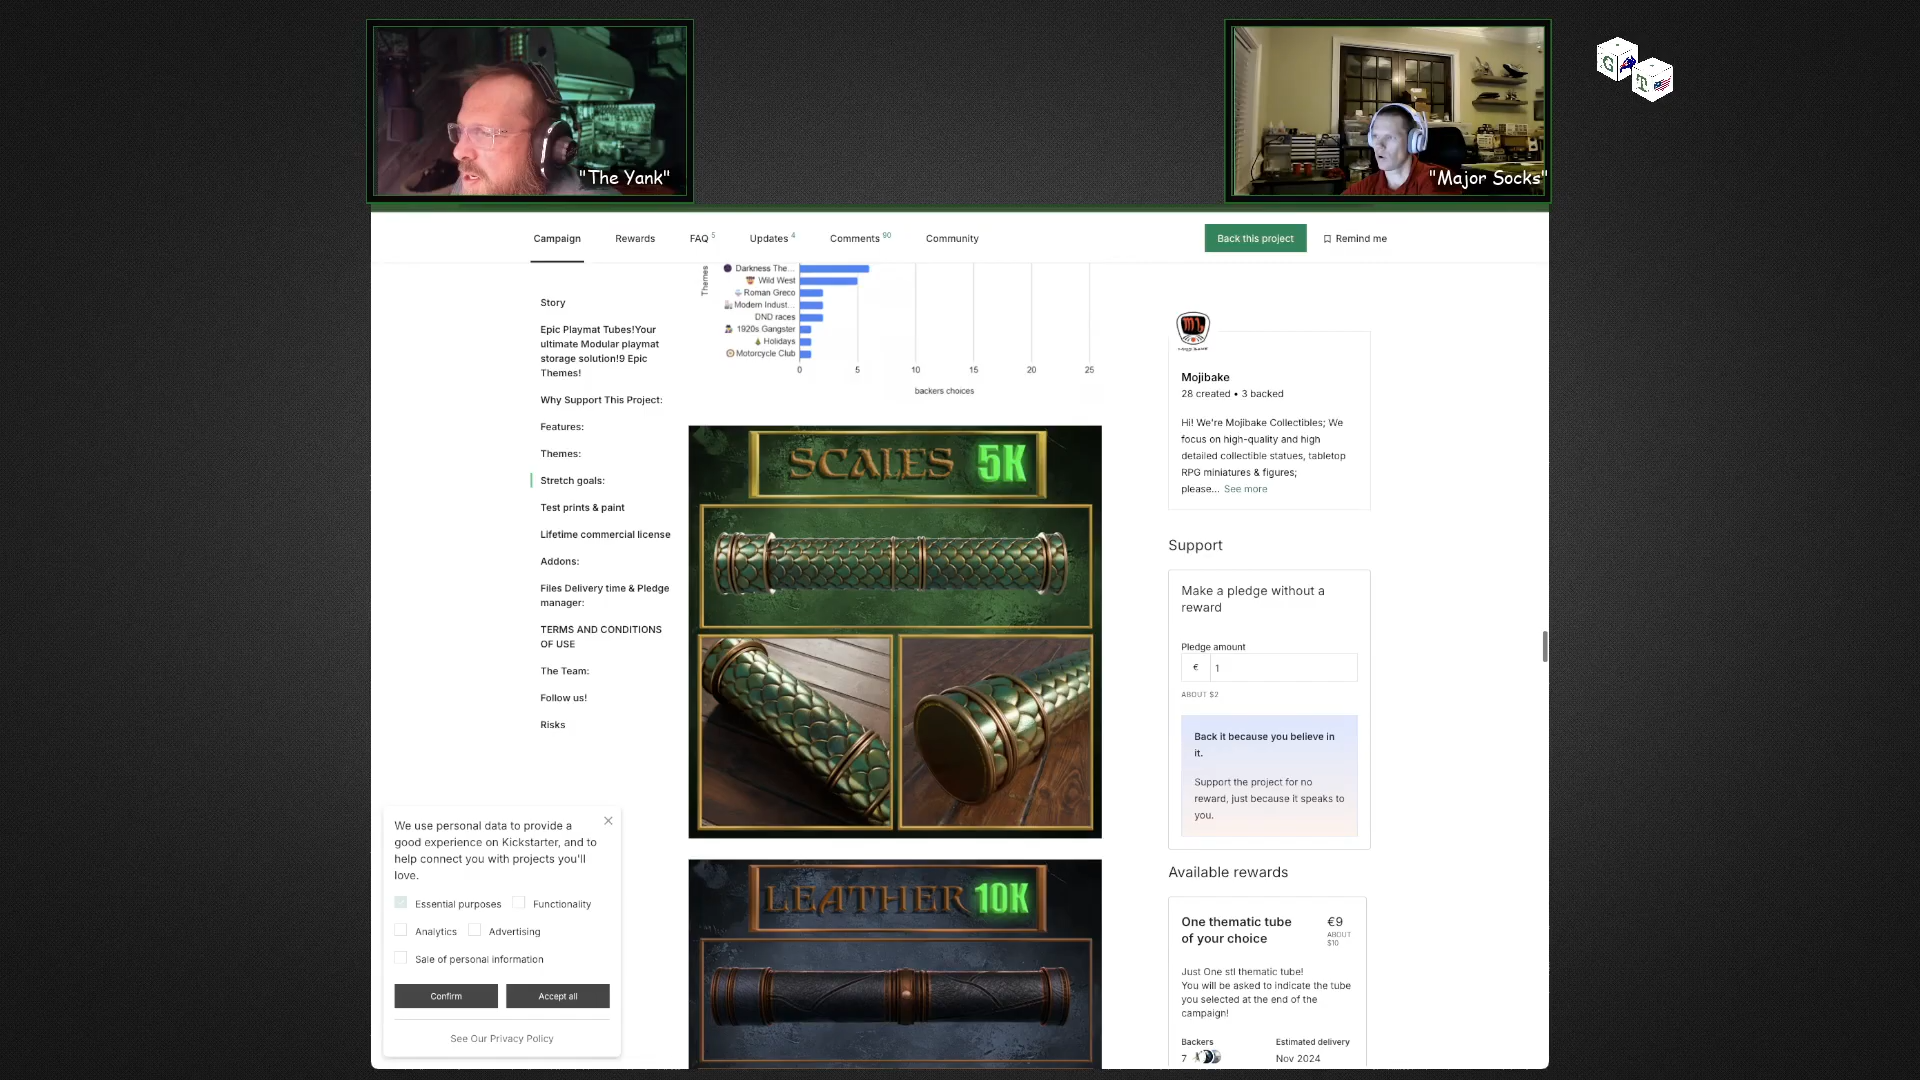 "The Yank"
"Major Socks"
G
T
Campaign
Rewards
FAQ 5
Updates 4
Comments 90
Community
Back this project
Remind me
Story
Epic Playmat Tubes!Your
ultimate Modular playmat
storage solution!9 Epic
Themes!
Why Support This Project:
Features:
Themes:
Stretch goals:
Test prints & paint
Lifetime commercial license
Addons:
Files Delivery time & Pledge
manager:
TERMS AND CONDITIONS
OF USE
The Team:
Follow us!
Risks
Themes
Darkness The...
Wild West
Roman Greco
Modern Indust...
DND races
1920s Gangster
Holidays
Motorcycle Club
0 5 10 15 20 25
backers choices
SCALES 5K
LEATHER 10K
Mojibake
28 created • 3 backed
Hi! We're Mojibake Collectibles; We
focus on high-quality and high
detailed collectible statues, tabletop
RPG miniatures & figures;
please... See more
Support
Make a pledge without a
reward
Pledge amount
€ 1
ABOUT $2
Back it because you believe in
it.
Support the project for no
reward, just because it speaks to
you.
Available rewards
One thematic tube
of your choice
€9
ABOUT
$10
Just One stl thematic tube!
You will be asked to indicate the tube
you selected at the end of the
campaign!
Backers
7
Estimated delivery
Nov 2024
We use personal data to provide a
good experience on Kickstarter, and to
help connect you with projects you'll
love.
Essential purposes
Functionality
Analytics
Advertising
Sale of personal information
Confirm
Accept all
See Our Privacy Policy